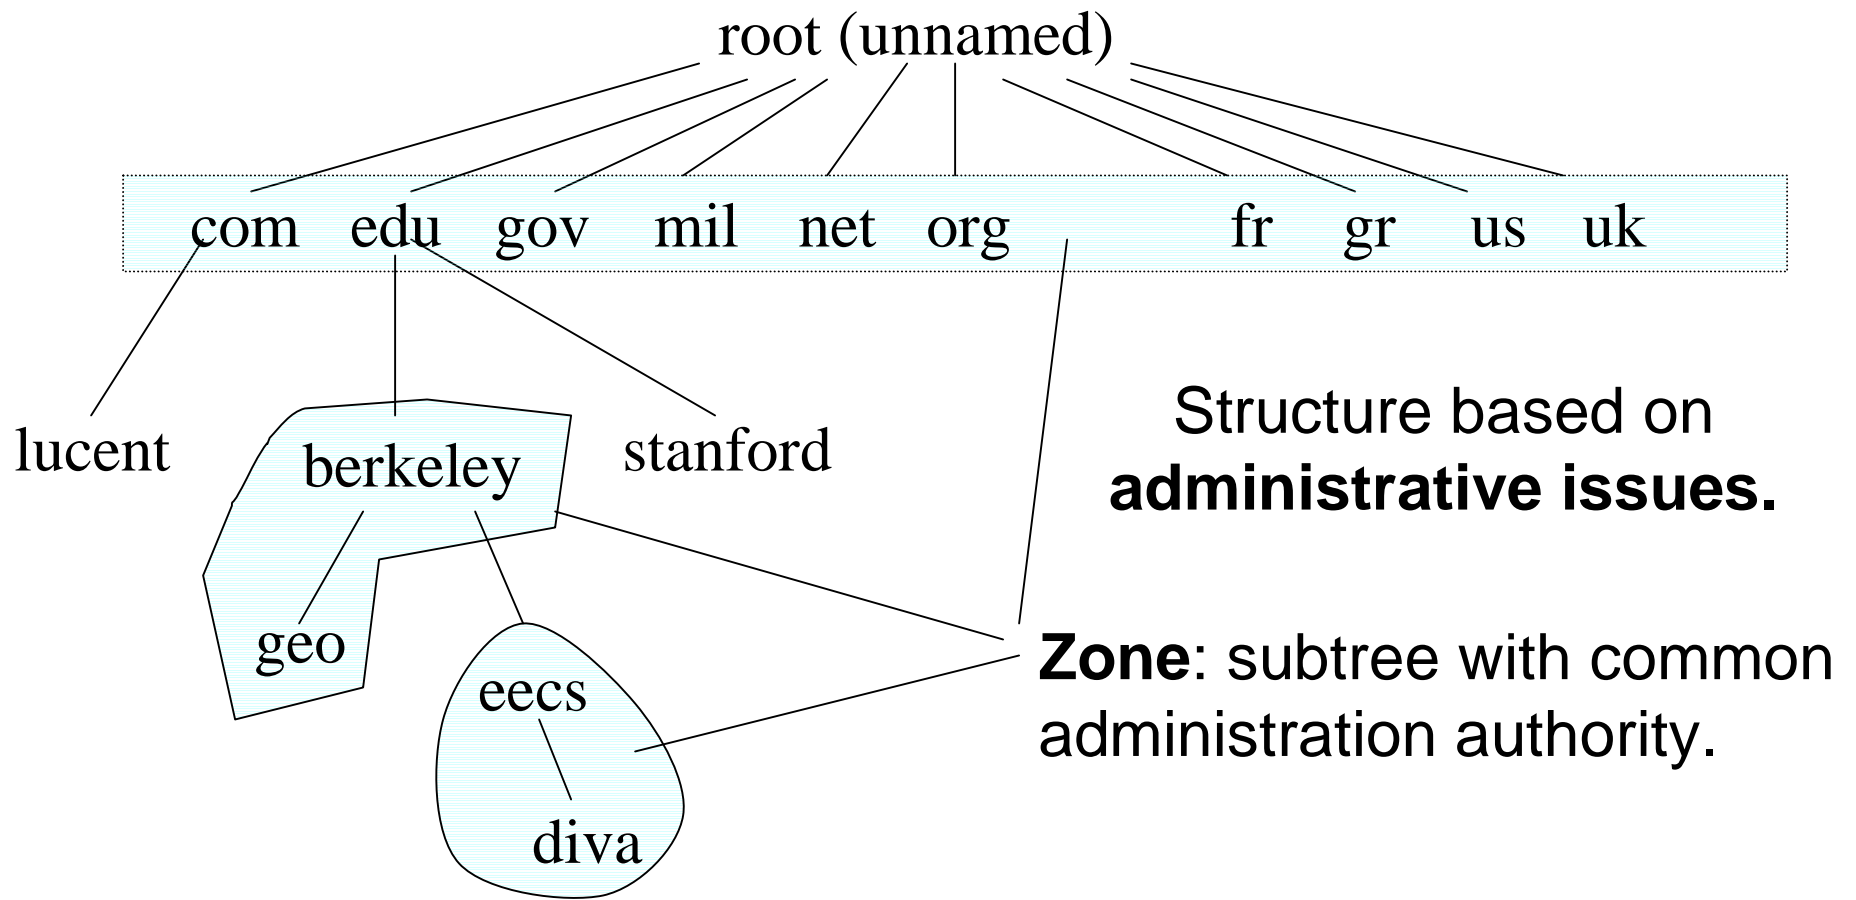 root (unnamed)
com edu gov mil net org fr gr us uk
lucent berkeley stanford
geo
eecs
diva
Structure based on
administrative issues.
Zone: subtree with common
administration authority.